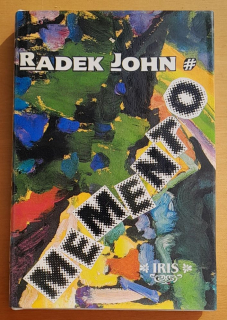 RADEK JOHN #
MEMENTO
IRIS